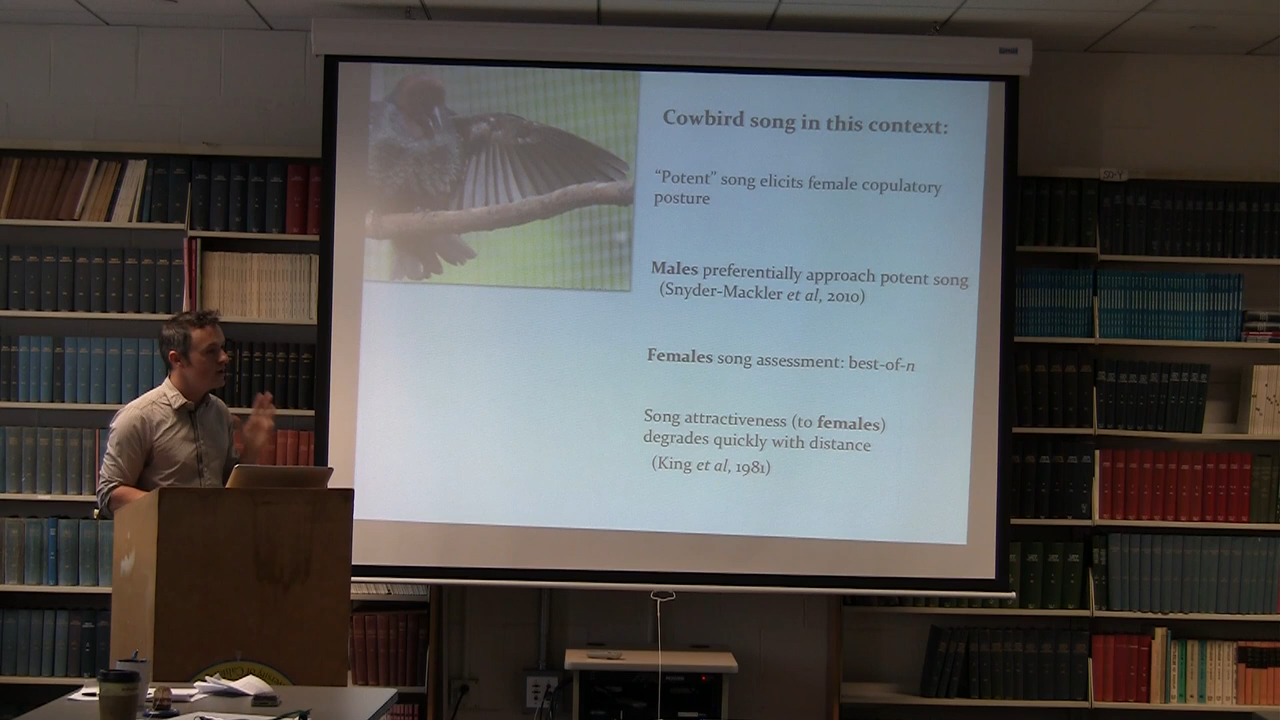 Cowbird song in this context:
“Potent” song elicits female copulatory
posture
Males preferentially approach potent song
(Snyder-Mackler et al, 2010)
Females song assessment: best-of-n
Song attractiveness (to females)
degrades quickly with distance
(King et al, 1981)